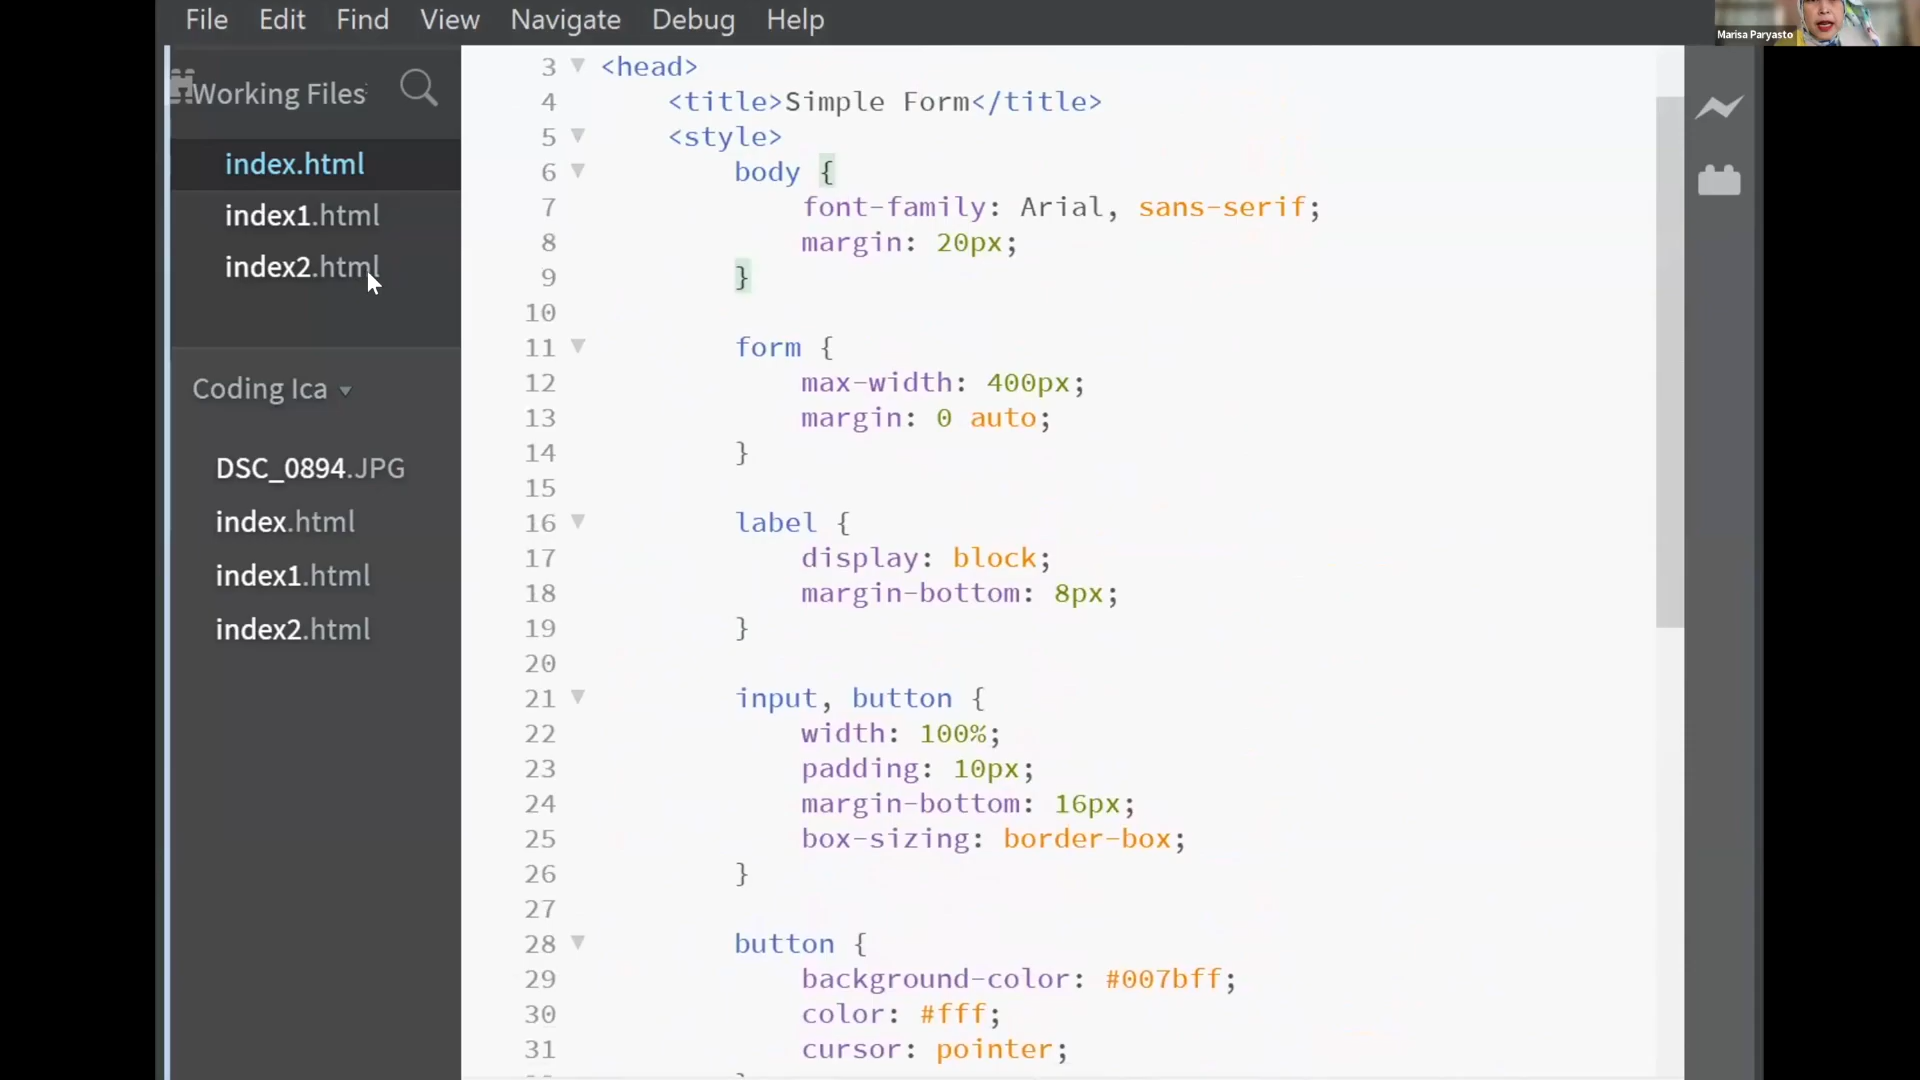 File Edit Find View Navigate Debug Help
Marisa Paryasto
Working Files
index.html
index1.html
index2.html
Coding Ica
DSC_0894.JPG
index.html
index1.html
index2.html
3 <head>
4 <title>Simple Form</title>
5 <style>
6 body {
7 font-family: Arial, sans-serif;
8 margin: 20px;
9 }
10
11 form {
12 max-width: 400px;
13 margin: 0 auto;
14 }
15
16 label {
17 display: block;
18 margin-bottom: 8px;
19 }
20
21 input, button {
22 width: 100%;
23 padding: 10px;
24 margin-bottom: 16px;
25 box-sizing: border-box;
26 }
27
28 button {
29 background-color: #007bff;
30 color: #fff;
31 cursor: pointer;